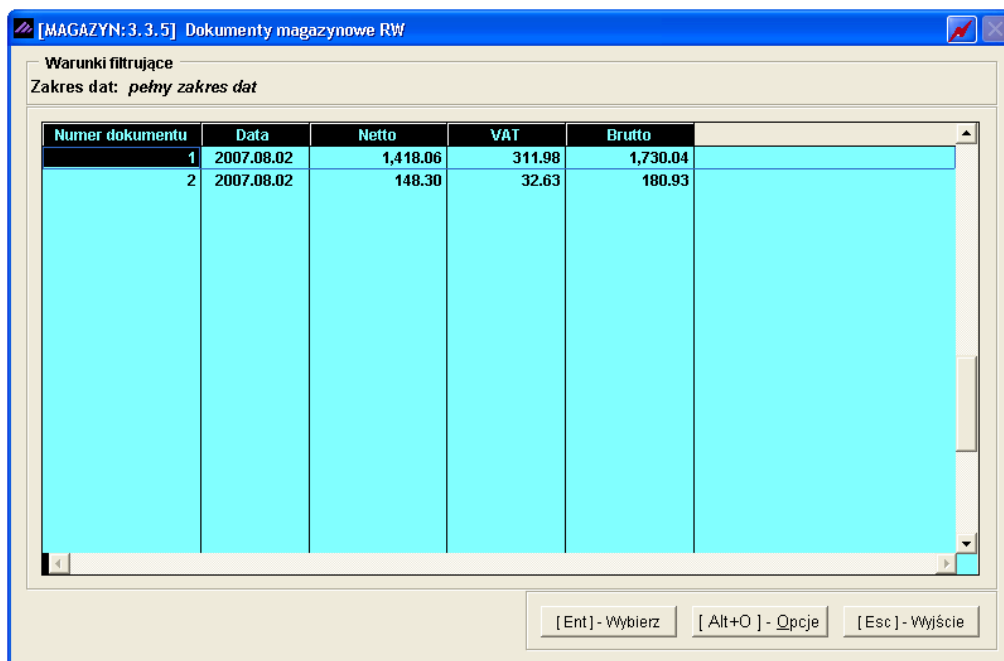 [MAGAZYN:3.3.5] Dokumenty magazynowe RW
Warunki filtrujące
Zakres dat: pełny zakres dat
Numer dokumentu Data Netto VAT Brutto
1 2007.08.02 1,418.06 311.98 1,730.04
2 2007.08.02 148.30 32.63 180.93
[Ent] - Wybierz [ Alt+O ] - Opcje [Esc] - Wyjście